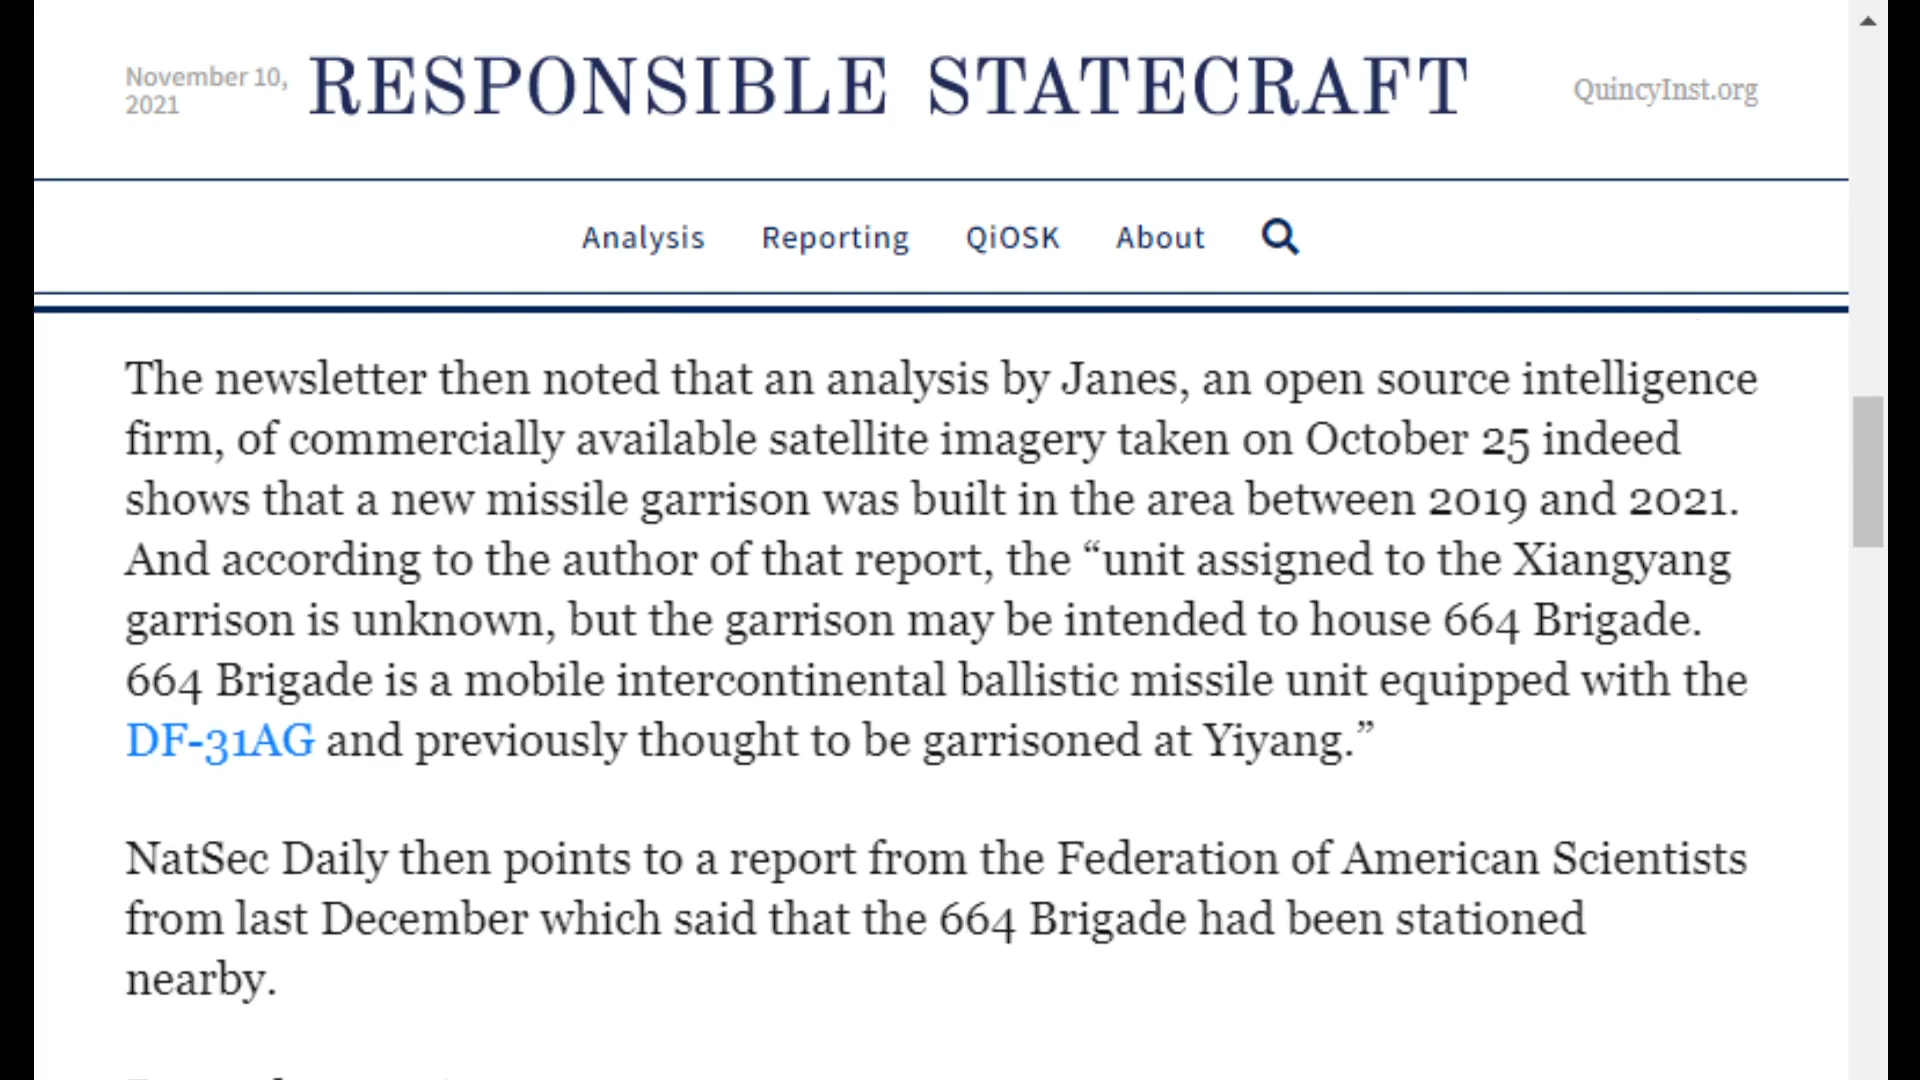 November 10,
2021
RESPONSIBLE STATECRAFT
QuincyInst.org
Analysis Reporting QiOSK About
The newsletter then noted that an analysis by Janes, an open source intelligence
firm, of commercially available satellite imagery taken on October 25 indeed
shows that a new missile garrison was built in the area between 2019 and 2021.
And according to the author of that report, the “unit assigned to the Xiangyang
garrison is unknown, but the garrison may be intended to house 664 Brigade.
664 Brigade is a mobile intercontinental ballistic missile unit equipped with the
DF-31AG and previously thought to be garrisoned at Yiyang.”
NatSec Daily then points to a report from the Federation of American Scientists
from last December which said that the 664 Brigade had been stationed
nearby.